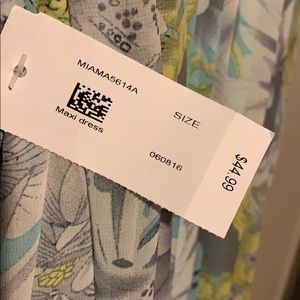 MIAMA5614A
SIZE
Maxi dress
060816
$44.99